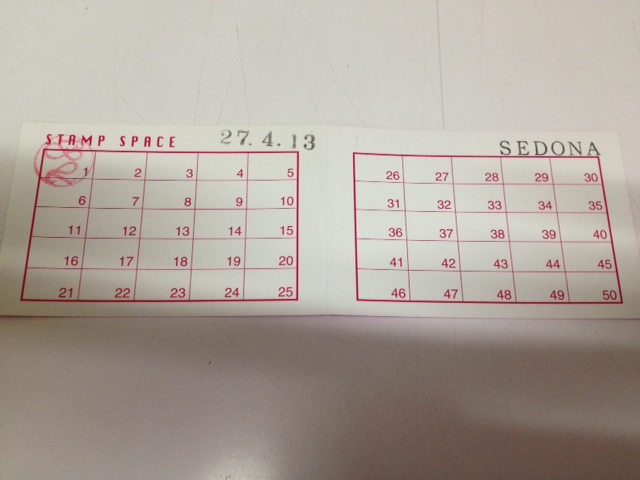 STAMP SPACE 27.4.13
1 2 3 4 5
6 7 8 9 10
11 12 13 14 15
16 17 18 19 20
21 22 23 24 25
SEDONA
26 27 28 29 30
31 32 33 34 35
36 37 38 39 40
41 42 43 44 45
46 47 48 49 50